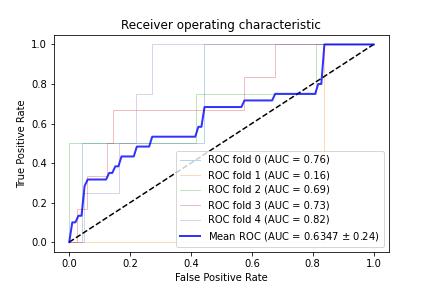 Receiver operating characteristic
True Positive Rate
1.0
0.8
0.6
0.4
0.2
0.0
ROC fold 0 (AUC = 0.76)
ROC fold 1 (AUC = 0.16)
ROC fold 2 (AUC = 0.69)
ROC fold 3 (AUC = 0.73)
ROC fold 4 (AUC = 0.82)
Mean ROC (AUC = 0.6347 ± 0.24)
0.0 0.2 0.4 0.6 0.8 1.0
False Positive Rate